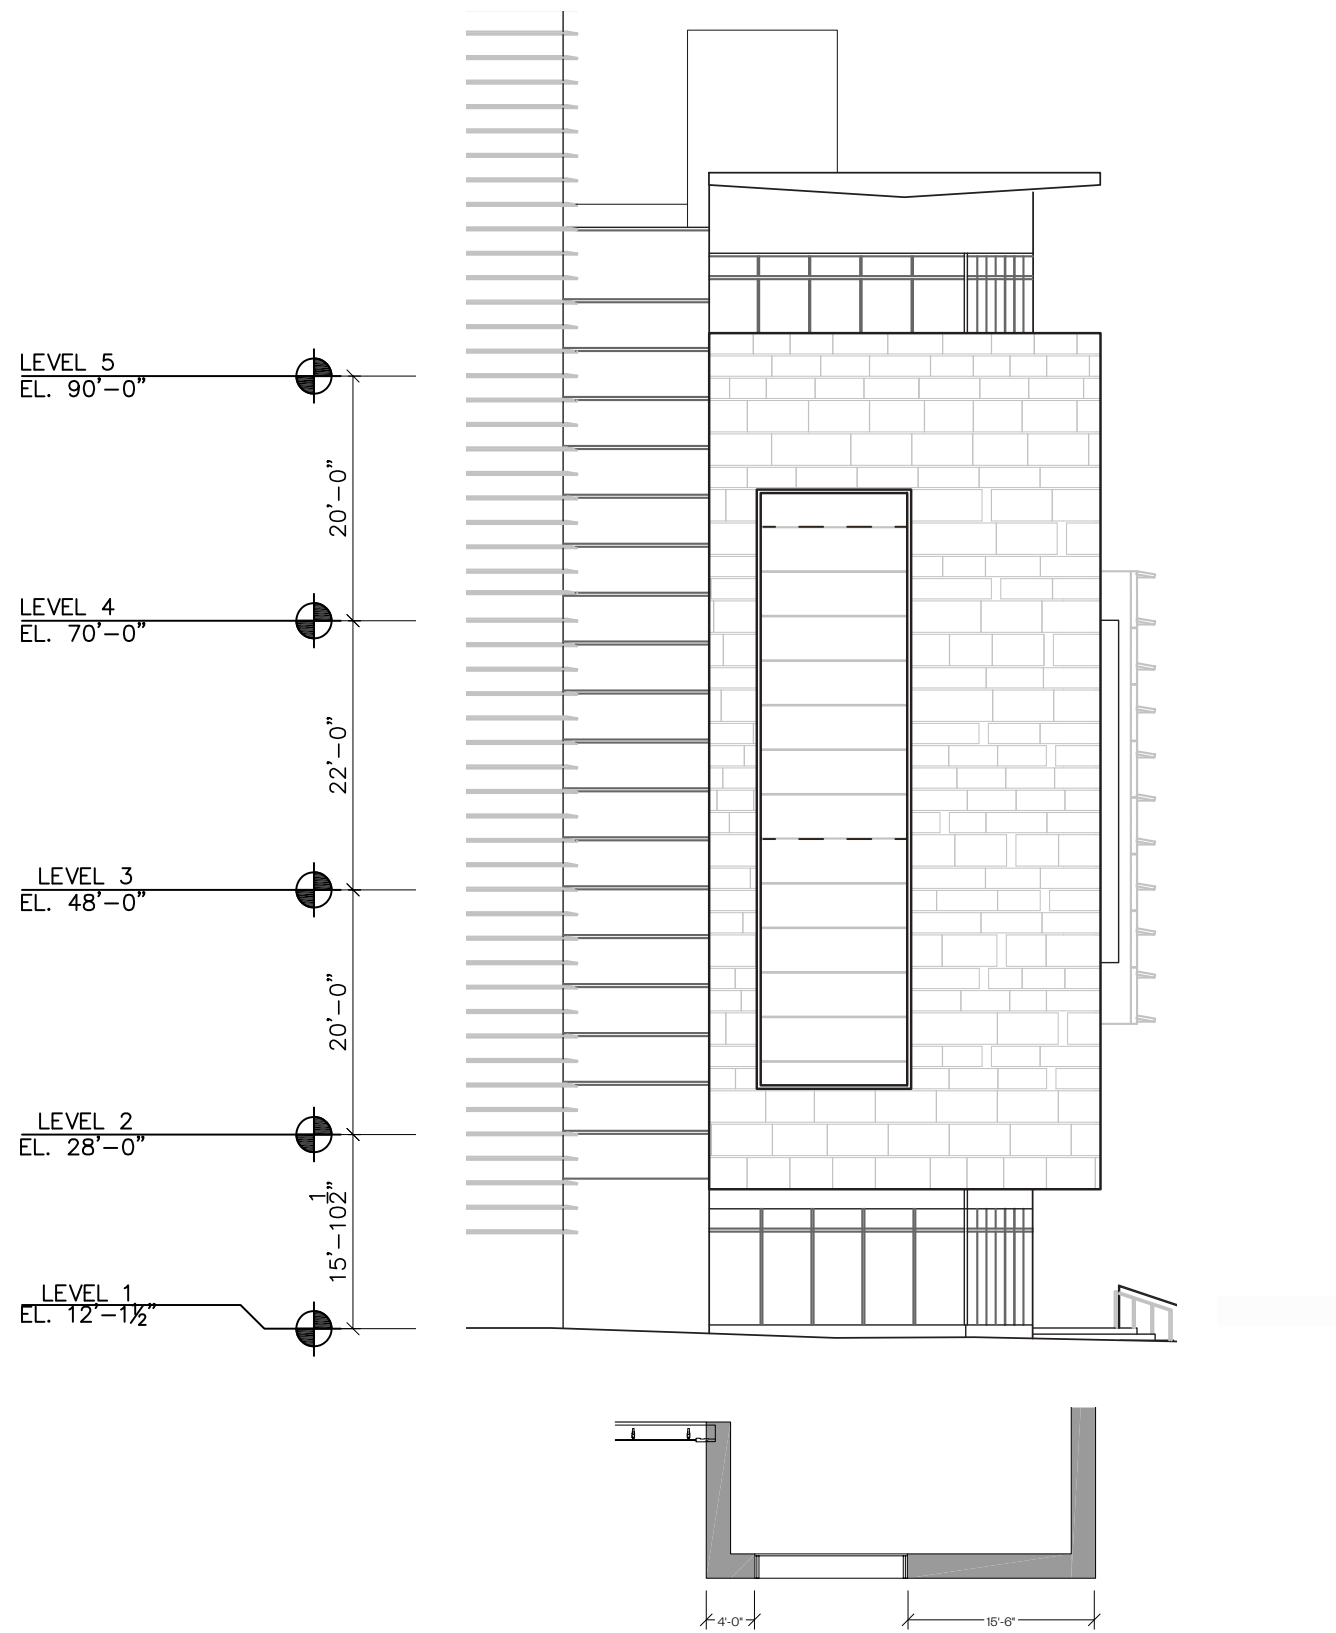 LEVEL 5
EL. 90'-0"
20'-0"
LEVEL 4
EL. 70'-0"
22'-0"
LEVEL 3
EL. 48'-0"
20'-0"
LEVEL 2
EL. 28'-0"
15'-10½"
LEVEL 1
EL. 12'-1½"
4'-0"
15'-6"